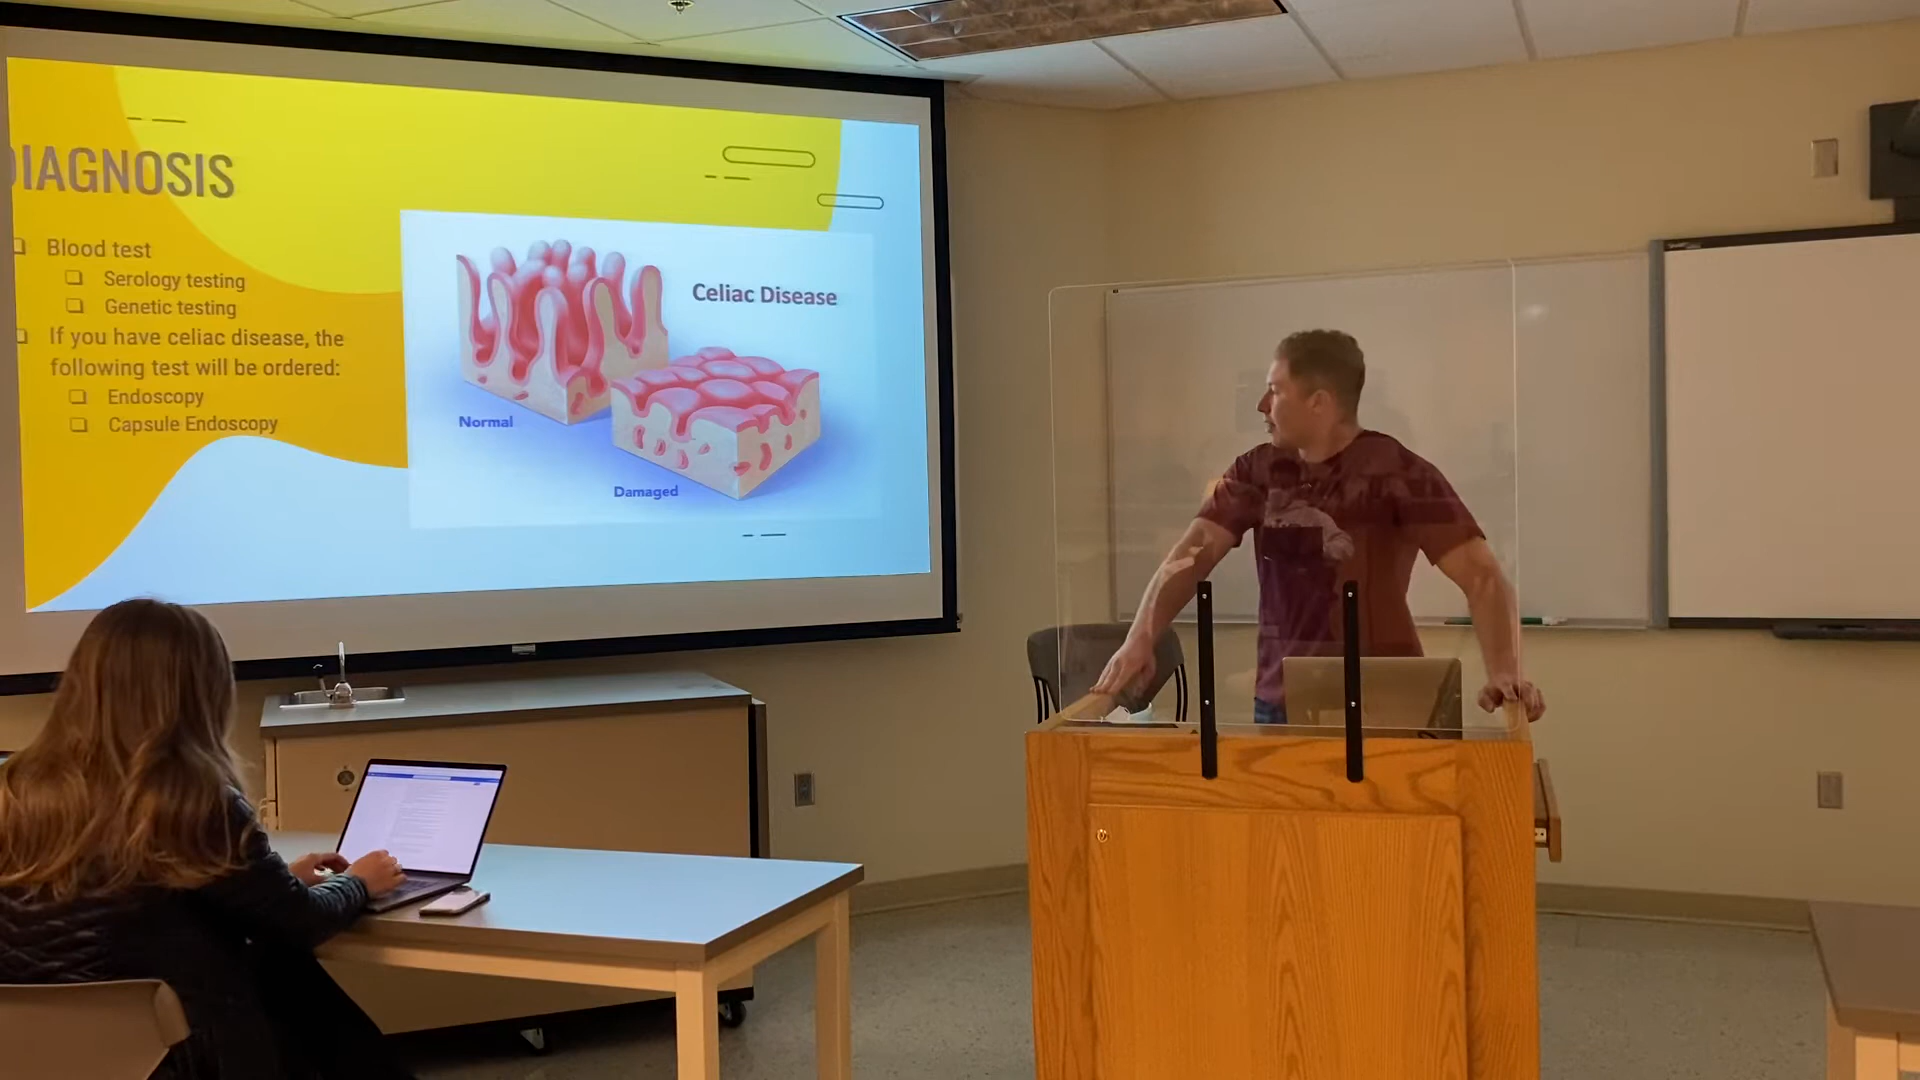 DIAGNOSIS
Blood test
Serology testing
Genetic testing
If you have celiac disease, the
following test will be ordered:
Endoscopy
Capsule Endoscopy
Celiac Disease
Normal
Damaged